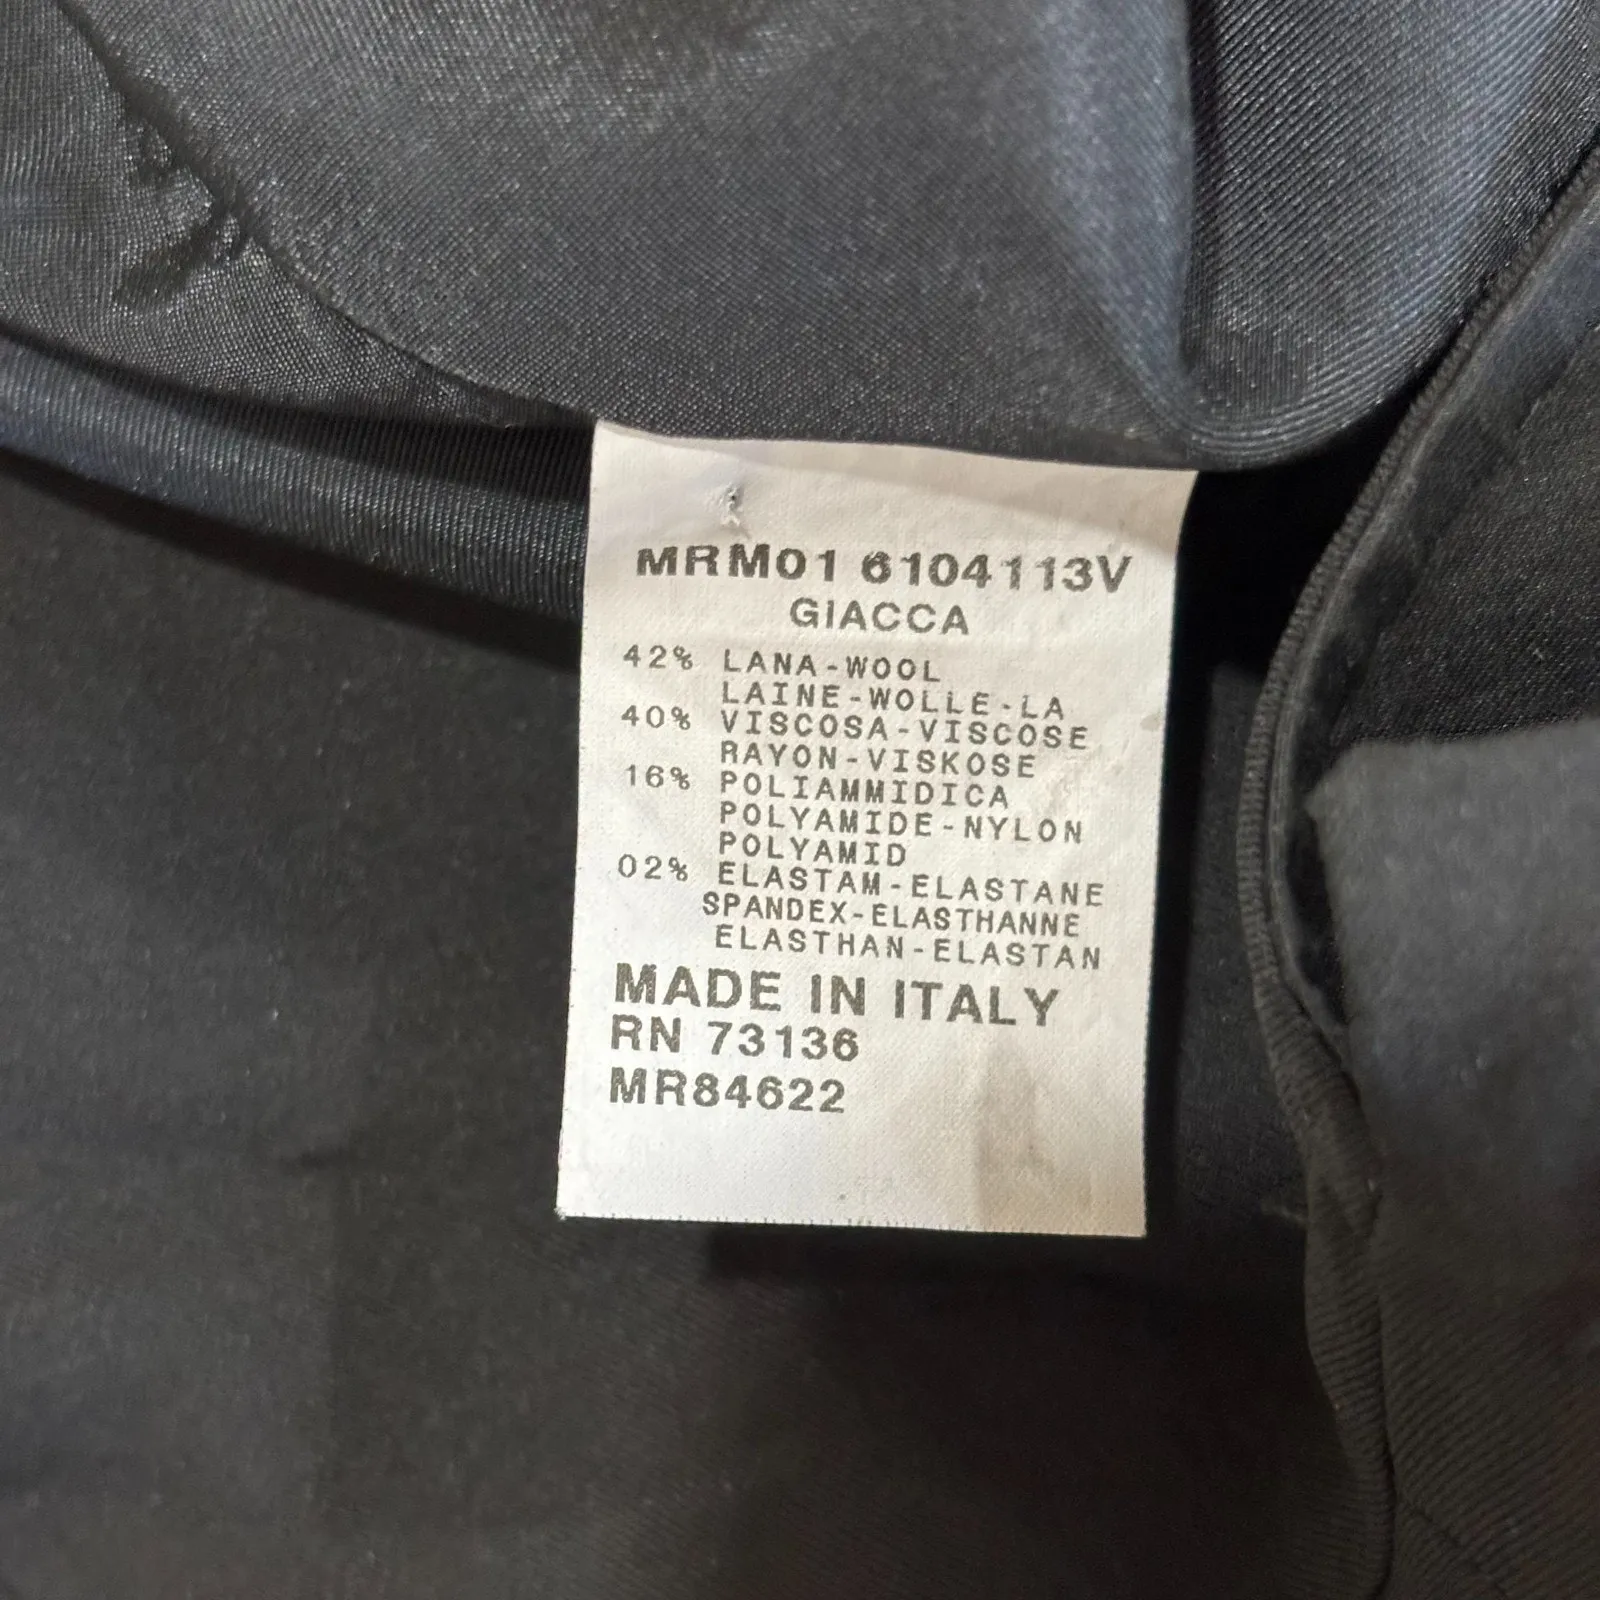 MRM01 6104113V
GIACCA
42% LANA-WOOL
LAINE-WOLLE-LA
40% VISCOSA-VISCOSE
RAYON-VISKOSE
16% POLIAMMIDICA
POLYAMIDE-NYLON
POLYAMID
02% ELASTAM-ELASTANE
SPANDEX-ELASTHANNE
ELASTHAN-ELASTAN
MADE IN ITALY
RN 73136
MR84622